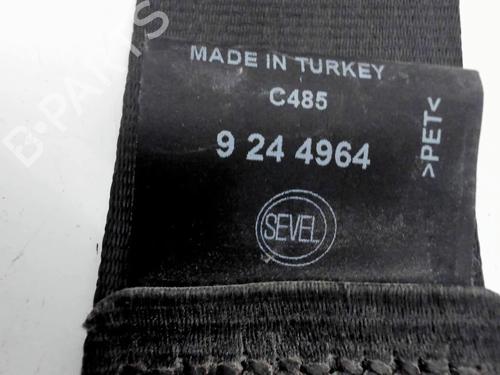 B-PARTS
MADE IN TURKEY
C485
9 24 4964
>PET<
SEVEL